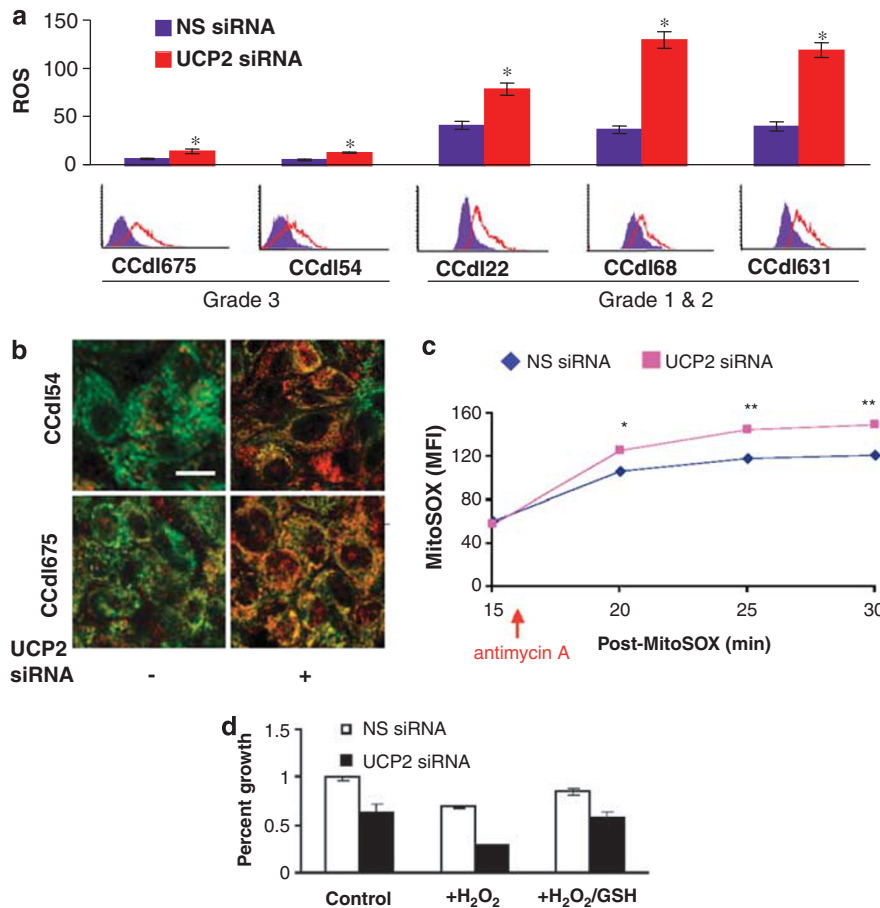 a
NS siRNA
UCP2 siRNA
ROS
150
100
50
0
*
*
*
*
*
CCdl675
CCdl54
CCdl22
CCdl68
CCdl631
Grade 3
Grade 1 & 2
b
CCdl54
CCdl675
UCP2
siRNA
-
+
c
NS siRNA
UCP2 siRNA
MitoSOX (MFI)
160
120
80
40
0
*
**
**
15
20
25
30
antimycin A
Post-MitoSOX (min)
d
NS siRNA
UCP2 siRNA
Percent growth
1.5
1
0.5
0
Control
+H₂O₂
+H₂O₂/GSH